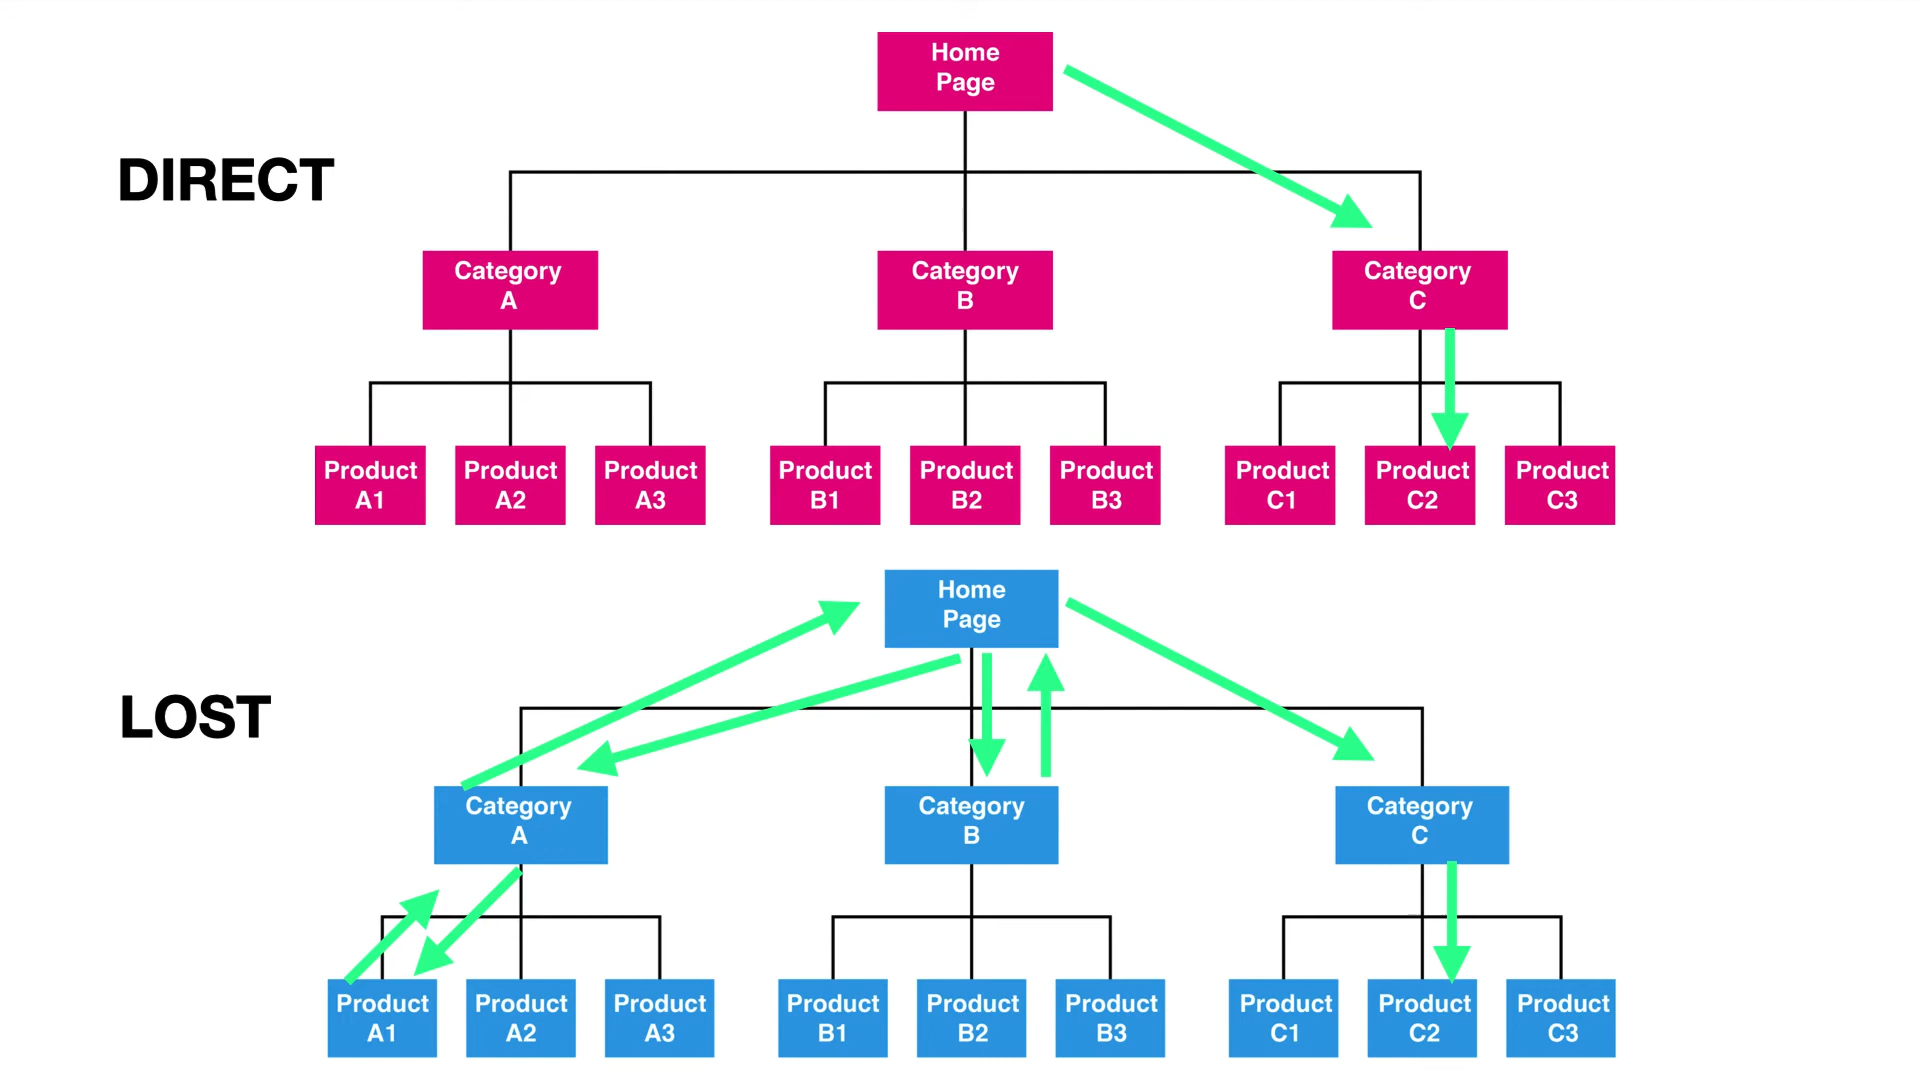 Home
Page
DIRECT
Category
A
Category
B
Category
C
Product
A1
Product
A2
Product
A3
Product
B1
Product
B2
Product
B3
Product
C1
Product
C2
Product
C3
Home
Page
LOST
Category
A
Category
B
Category
C
Product
A1
Product
A2
Product
A3
Product
B1
Product
B2
Product
B3
Product
C1
Product
C2
Product
C3